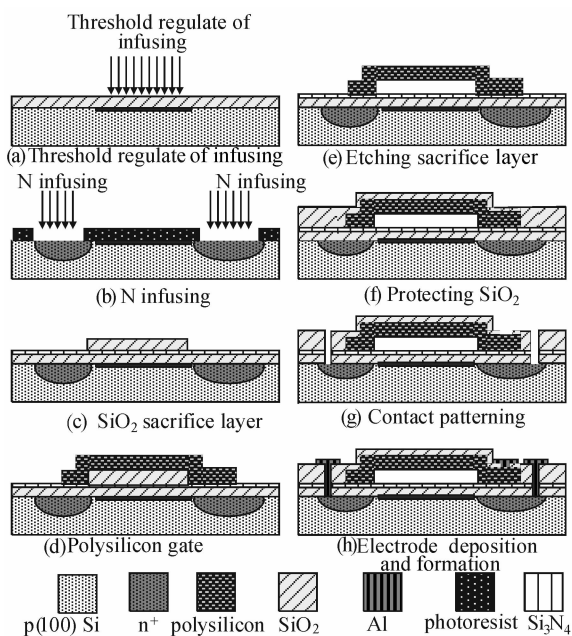 Threshold regulate of
infusing
(a) Threshold regulate of infusing
N infusing N infusing
(b) N infusing
(c) SiO2 sacrifice layer
(d) Polysilicon gate
(e) Etching sacrifice layer
(f) Protecting SiO2
(g) Contact patterning
(h) Electrode deposition
and formation
p(100) Si n+ polysilicon SiO2 Al photoresist Si3N4